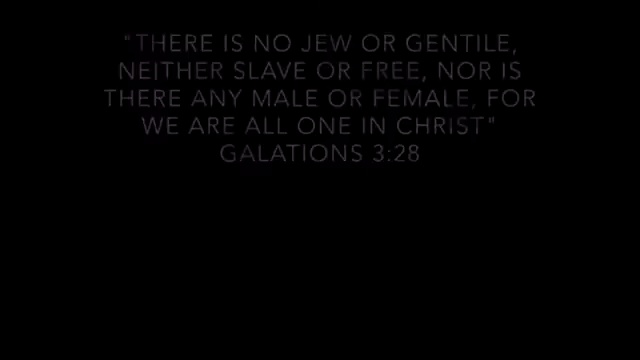 "THERE IS NO JEW OR GENTILE,
NEITHER SLAVE OR FREE, NOR IS
THERE ANY MALE OR FEMALE, FOR
WE ARE ALL ONE IN CHRIST"
GALATIONS 3:28